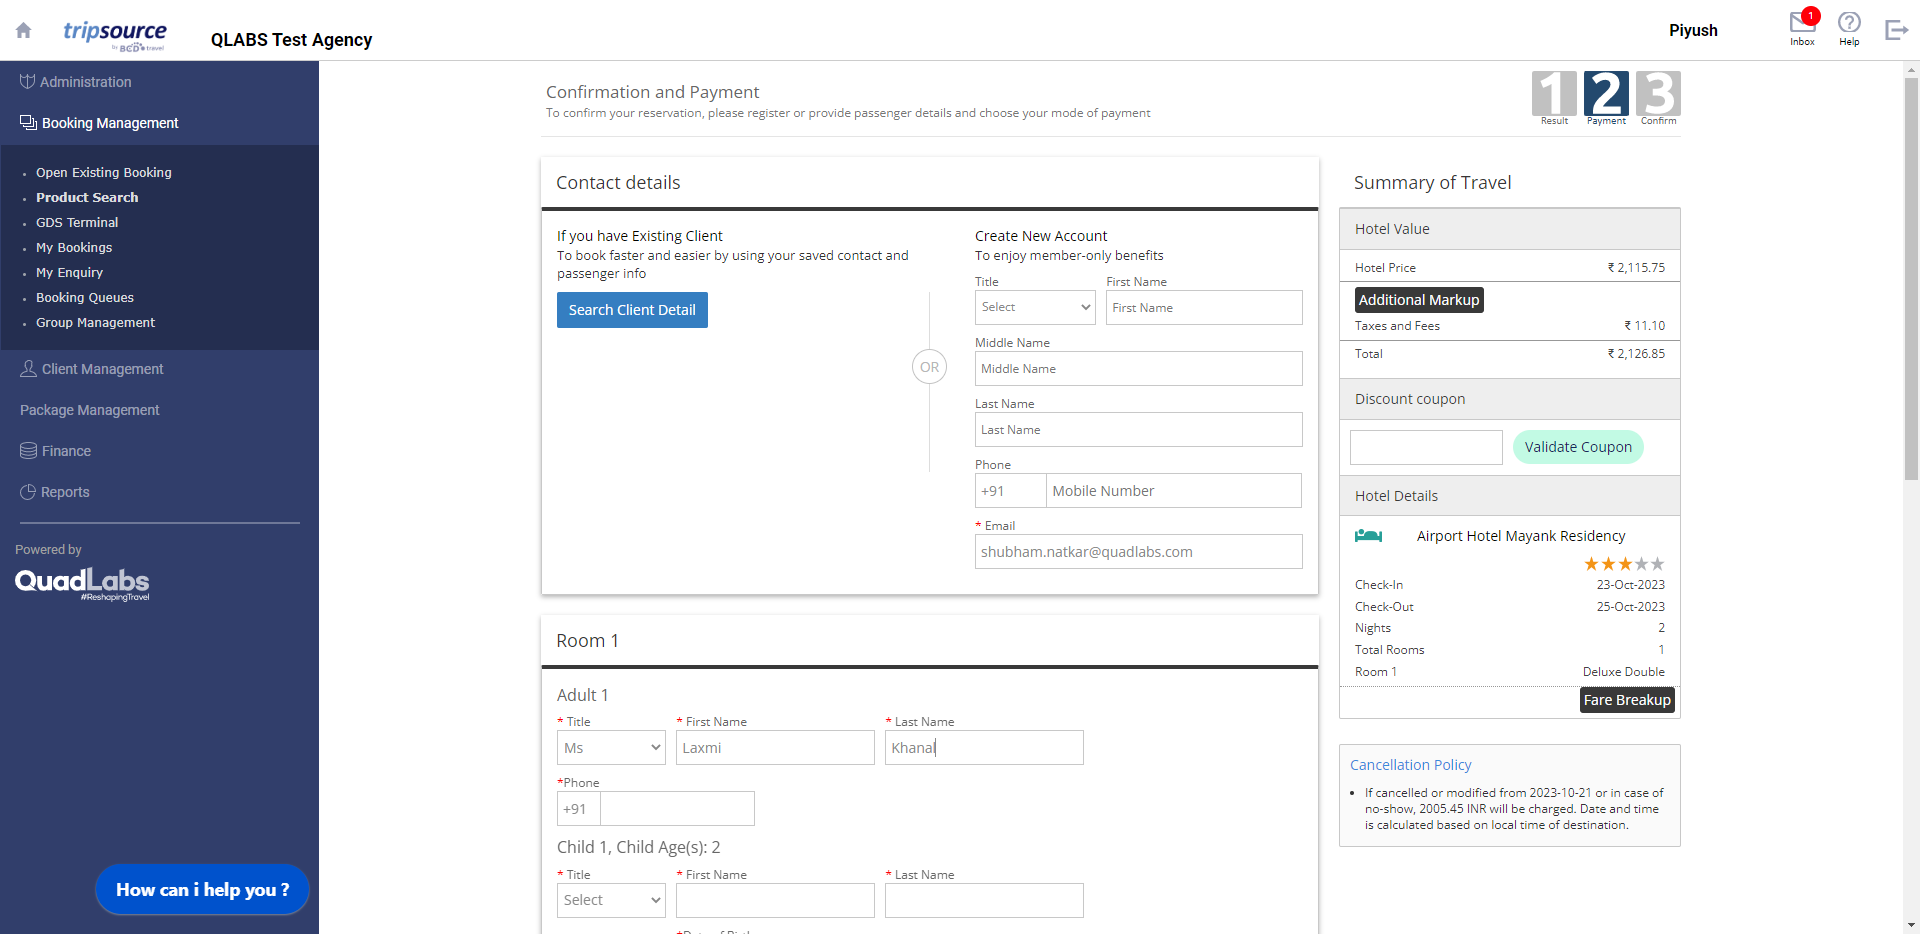 tripsource
by BCD travel
QLABS Test Agency
Piyush
1
Inbox
Help
Administration
Booking Management
Open Existing Booking
Product Search
GDS Terminal
My Bookings
My Enquiry
Booking Queues
Group Management
Client Management
Package Management
Finance
Reports
Powered by
QuadLabs
#ReshapingTravel
How can i help you ?
Confirmation and Payment
To confirm your reservation, please register or provide passenger details and choose your mode of payment
1 2 3
Result Payment Confirm
Contact details
If you have Existing Client
To book faster and easier by using your saved contact and
passenger info
Search Client Detail
OR
Create New Account
To enjoy member-only benefits
Title First Name
Select First Name
Middle Name
Middle Name
Last Name
Last Name
Phone
+91 Mobile Number
* Email
shubham.natkar@quadlabs.com
Room 1
Adult 1
* Title * First Name * Last Name
Ms Laxmi Khanal
*Phone
+91
Child 1, Child Age(s): 2
* Title * First Name * Last Name
Select
Summary of Travel
Hotel Value
Hotel Price ₹ 2,115.75
Additional Markup
Taxes and Fees ₹ 11.10
Total ₹ 2,126.85
Discount coupon
Validate Coupon
Hotel Details
Airport Hotel Mayank Residency
Check-In 23-Oct-2023
Check-Out 25-Oct-2023
Nights 2
Total Rooms 1
Room 1 Deluxe Double
Fare Breakup
Cancellation Policy
If cancelled or modified from 2023-10-21 or in case of
no-show, 2005.45 INR will be charged. Date and time
is calculated based on local time of destination.